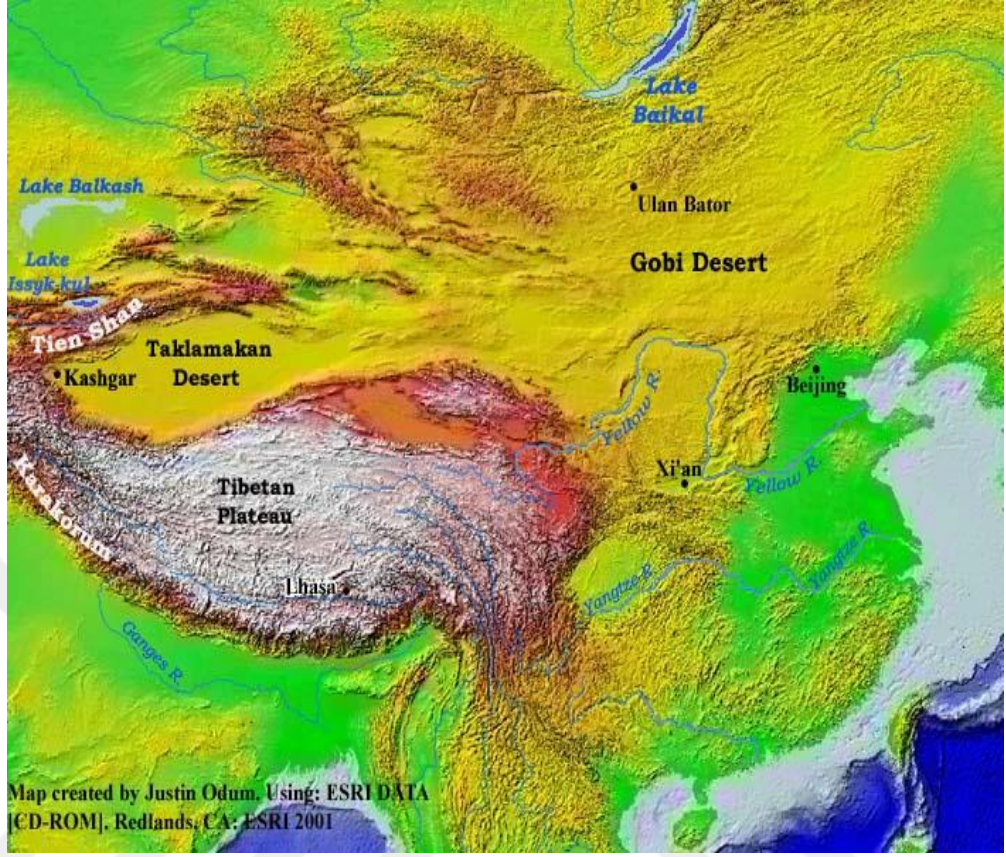 Lake
Baikal
Lake Balkash
Ulan Bator
Lake
Issyk-kul
Gobi Desert
Tien Shan
Taklamakan
Desert
Kashgar
Beijing
Yellow R.
Xi'an
Yellow R.
Karakorum
Tibetan
Plateau
Yangtze R.
Yangtze R.
Lhasa
Ganges R.
Map created by Justin Odum. Using: ESRI DATA
[CD-ROM]. Redlands, CA: ESRI 2001